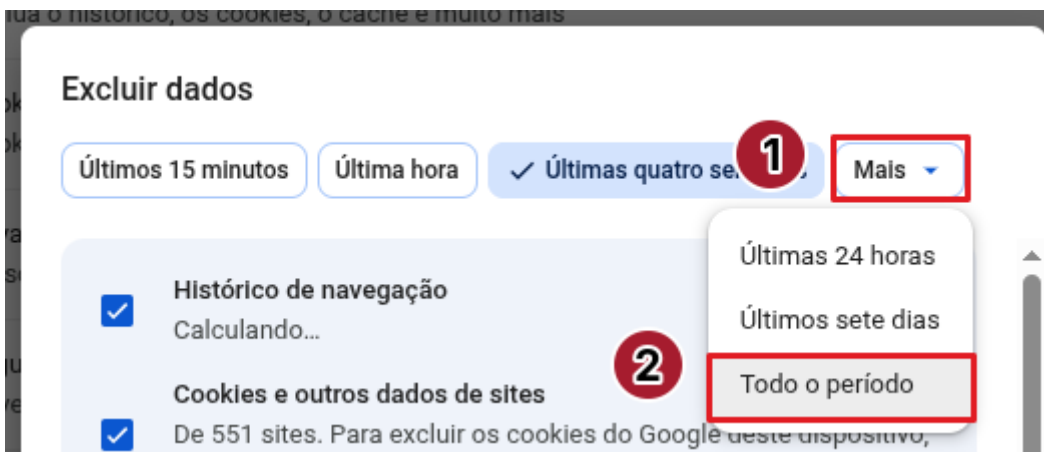 o histórico, os cookies, o cache e muito mais
Excluir dados
Últimos 15 minutos
Última hora
Últimas quatro
1
Mais
Últimas 24 horas
Histórico de navegação
Últimos sete dias
Calculando...
2
Todo o período
Cookies e outros dados de sites
De 551 sites. Para excluir os cookies do Google deste dispositivo,